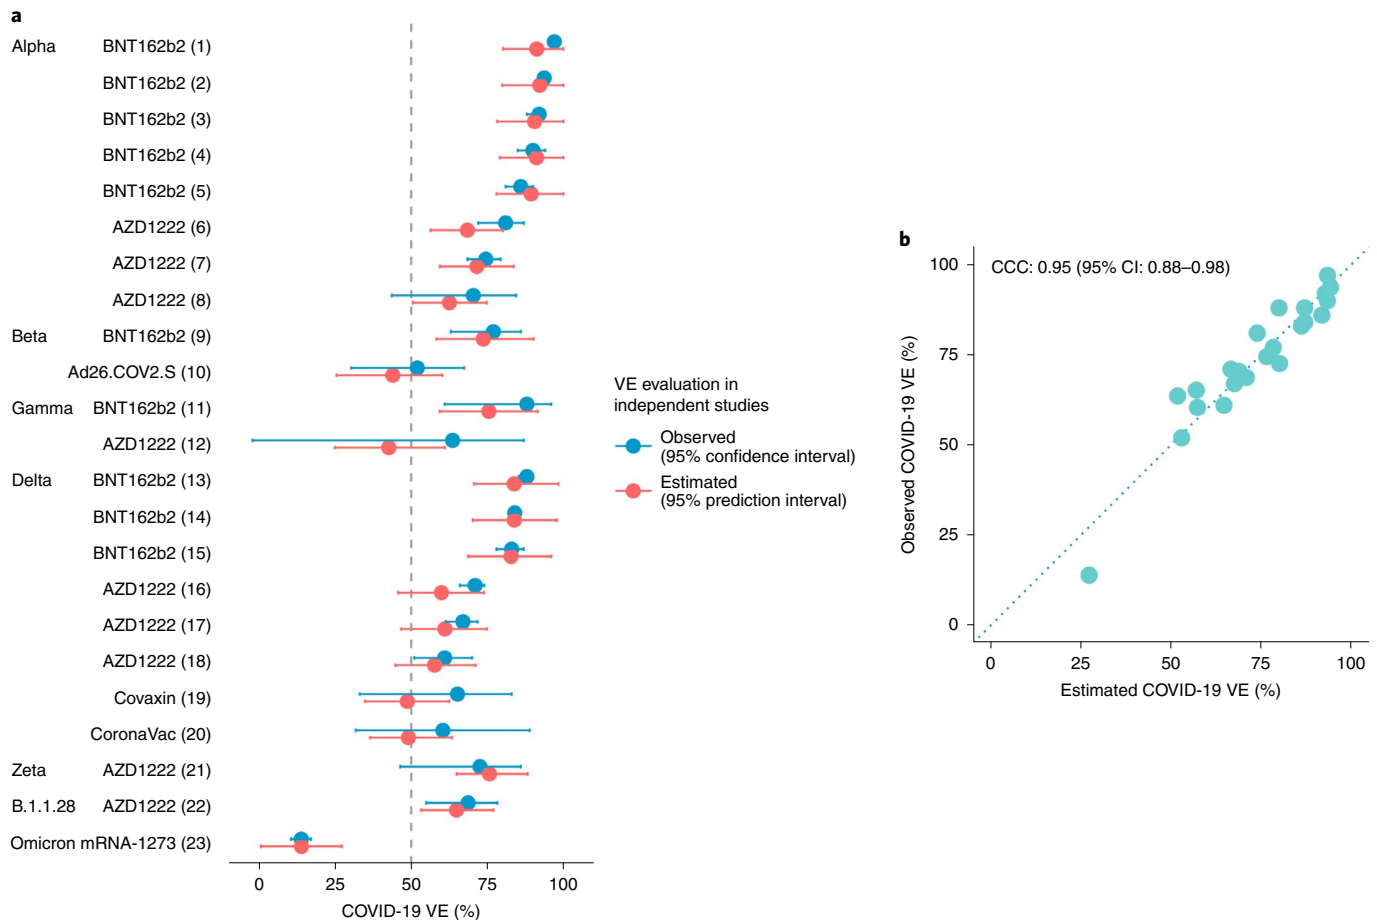 a
Alpha BNT162b2 (1)
BNT162b2 (2)
BNT162b2 (3)
BNT162b2 (4)
BNT162b2 (5)
AZD1222 (6)
AZD1222 (7)
AZD1222 (8)
Beta BNT162b2 (9)
Ad26.COV2.S (10)
Gamma BNT162b2 (11)
AZD1222 (12)
Delta BNT162b2 (13)
BNT162b2 (14)
BNT162b2 (15)
AZD1222 (16)
AZD1222 (17)
AZD1222 (18)
Covaxin (19)
CoronaVac (20)
Zeta AZD1222 (21)
B.1.1.28 AZD1222 (22)
Omicron mRNA-1273 (23)
0 25 50 75 100
COVID-19 VE (%)
VE evaluation in
independent studies
Observed
(95% confidence interval)
Estimated
(95% prediction interval)
b
CCC: 0.95 (95% CI: 0.88–0.98)
Observed COVID-19 VE (%)
100
75
50
25
0
0 25 50 75 100
Estimated COVID-19 VE (%)